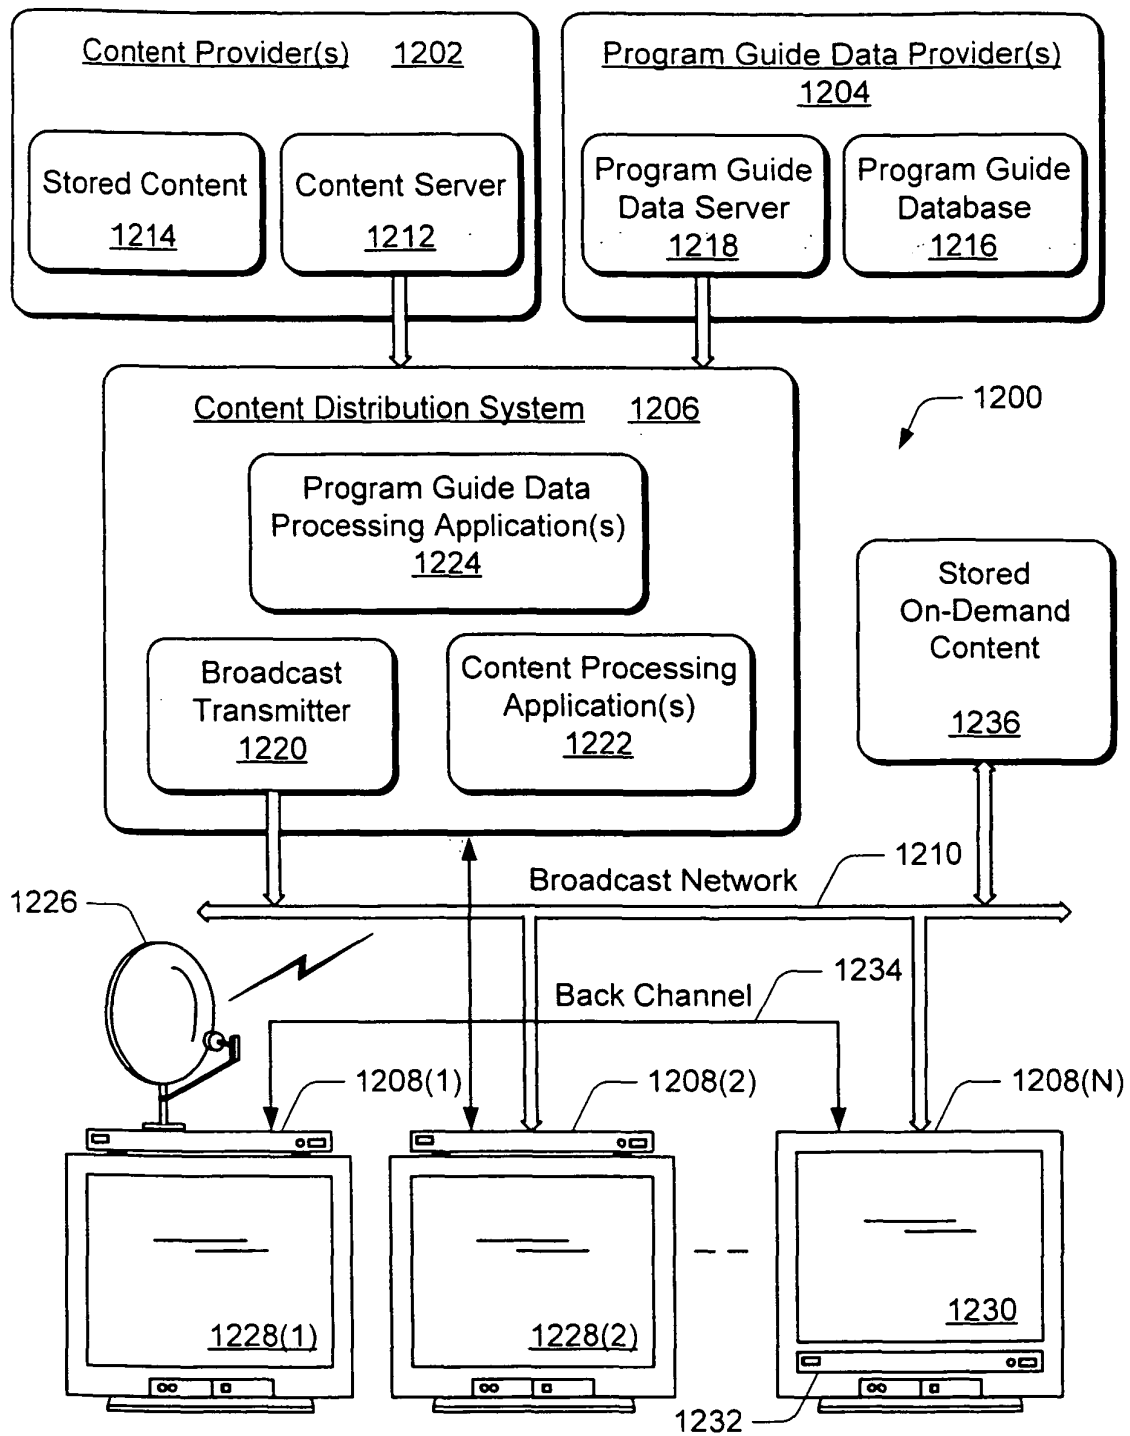 Content Provider(s) 1202
Stored Content
1214
Content Server
1212
Program Guide Data Provider(s)
1204
Program Guide
Data Server
1218
Program Guide
Database
1216
Content Distribution System 1206
Program Guide Data
Processing Application(s)
1224
Broadcast
Transmitter
1220
Content Processing
Application(s)
1222
1200
Stored
On-Demand
Content
1236
1210
Broadcast Network
1226
1234
Back Channel
1208(1)
1208(2)
1208(N)
1228(1)
1228(2)
1230
1232